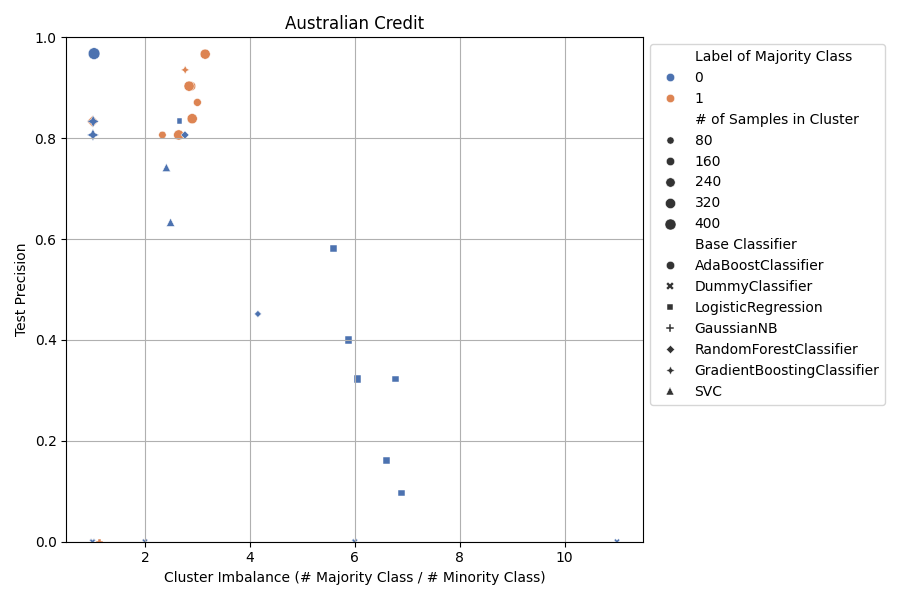 Australian Credit
1.0
0.8
0.6
0.4
0.2
0.0
Test Precision
2
4
6
8
10
Cluster Imbalance (# Majority Class / # Minority Class)
Label of Majority Class
0
1
# of Samples in Cluster
80
160
240
320
400
Base Classifier
AdaBoostClassifier
DummyClassifier
LogisticRegression
GaussianNB
RandomForestClassifier
GradientBoostingClassifier
SVC